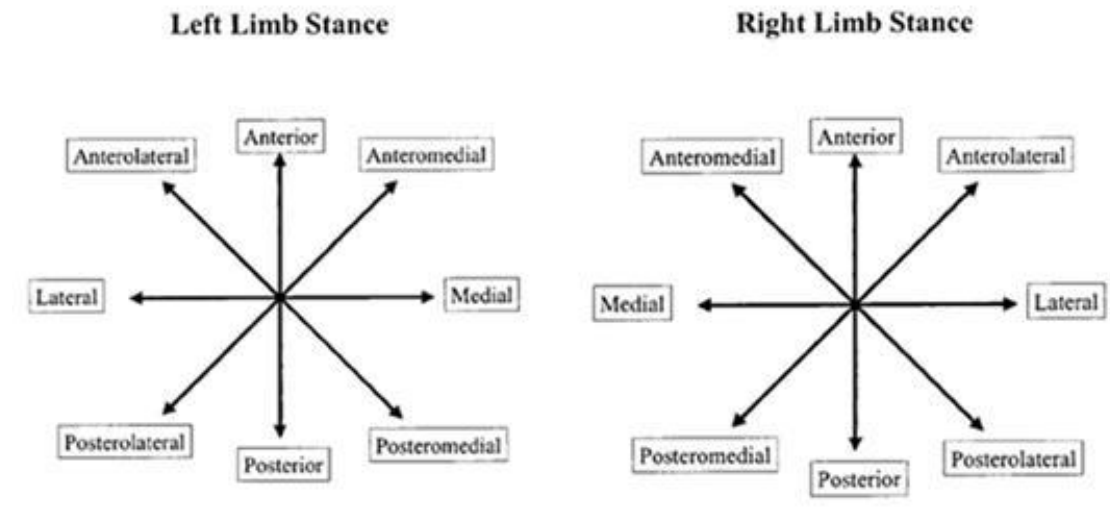 Left Limb Stance
Anterior
Anterolateral
Anteromedial
Lateral
Medial
Posterolateral
Posteromedial
Posterior
Right Limb Stance
Anterior
Anteromedial
Anterolateral
Medial
Lateral
Posteromedial
Posterolateral
Posterior